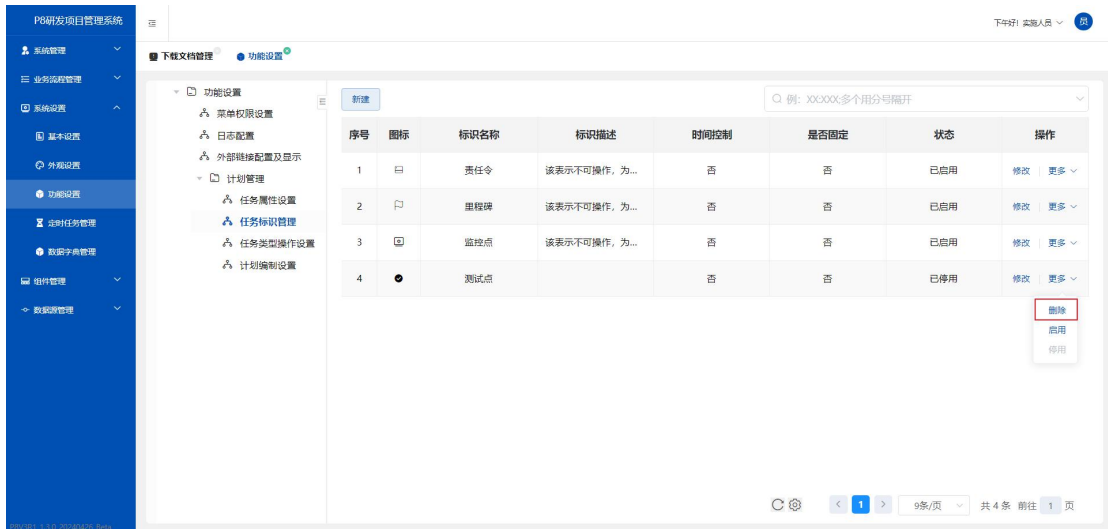 P8研发项目管理系统
下午好! 实施人员
员
系统管理
业务流程管理
系统设置
基本设置
外观设置
功能设置
定时任务管理
数据字典管理
组件管理
数据源管理
下载文档管理
功能设置
功能设置
菜单权限设置
日志配置
外部链接配置及显示
计划管理
任务属性设置
任务标识管理
任务类型操作设置
计划编制设置
新建
例: XX:XXX;多个用分号隔开
序号 图标 标识名称 标识描述 时间控制 是否固定 状态 操作
1 责任令 该表示不可操作，为... 否 否 已启用 修改 更多
2 里程碑 该表示不可操作，为... 否 否 已启用 修改 更多
3 监控点 该表示不可操作，为... 否 否 已启用 修改 更多
4 测试点 否 否 已停用 修改 更多
删除
启用
停用
1 9条/页 共 4 条 前往 1 页